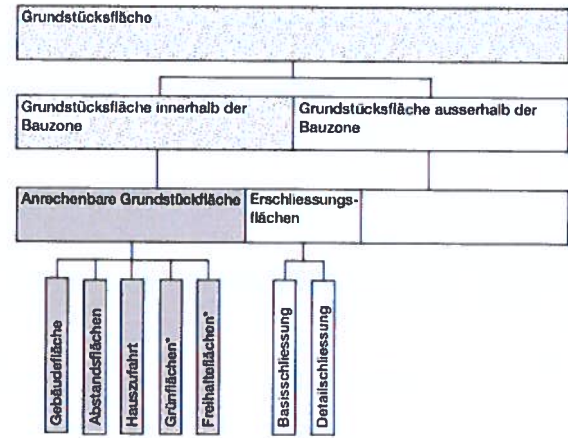 Grundstücksfläche
Grundstücksfläche innerhalb der
Bauzone
Grundstücksfläche ausserhalb der
Bauzone
Anrechenbare Grundstückfläche
Erschliessungs-
flächen
Gebäudefläche
Abstandsflächen
Hauszufahrt
Grünflächen*
Freihalteflächen*
Basisschliessung
Detailschliessung